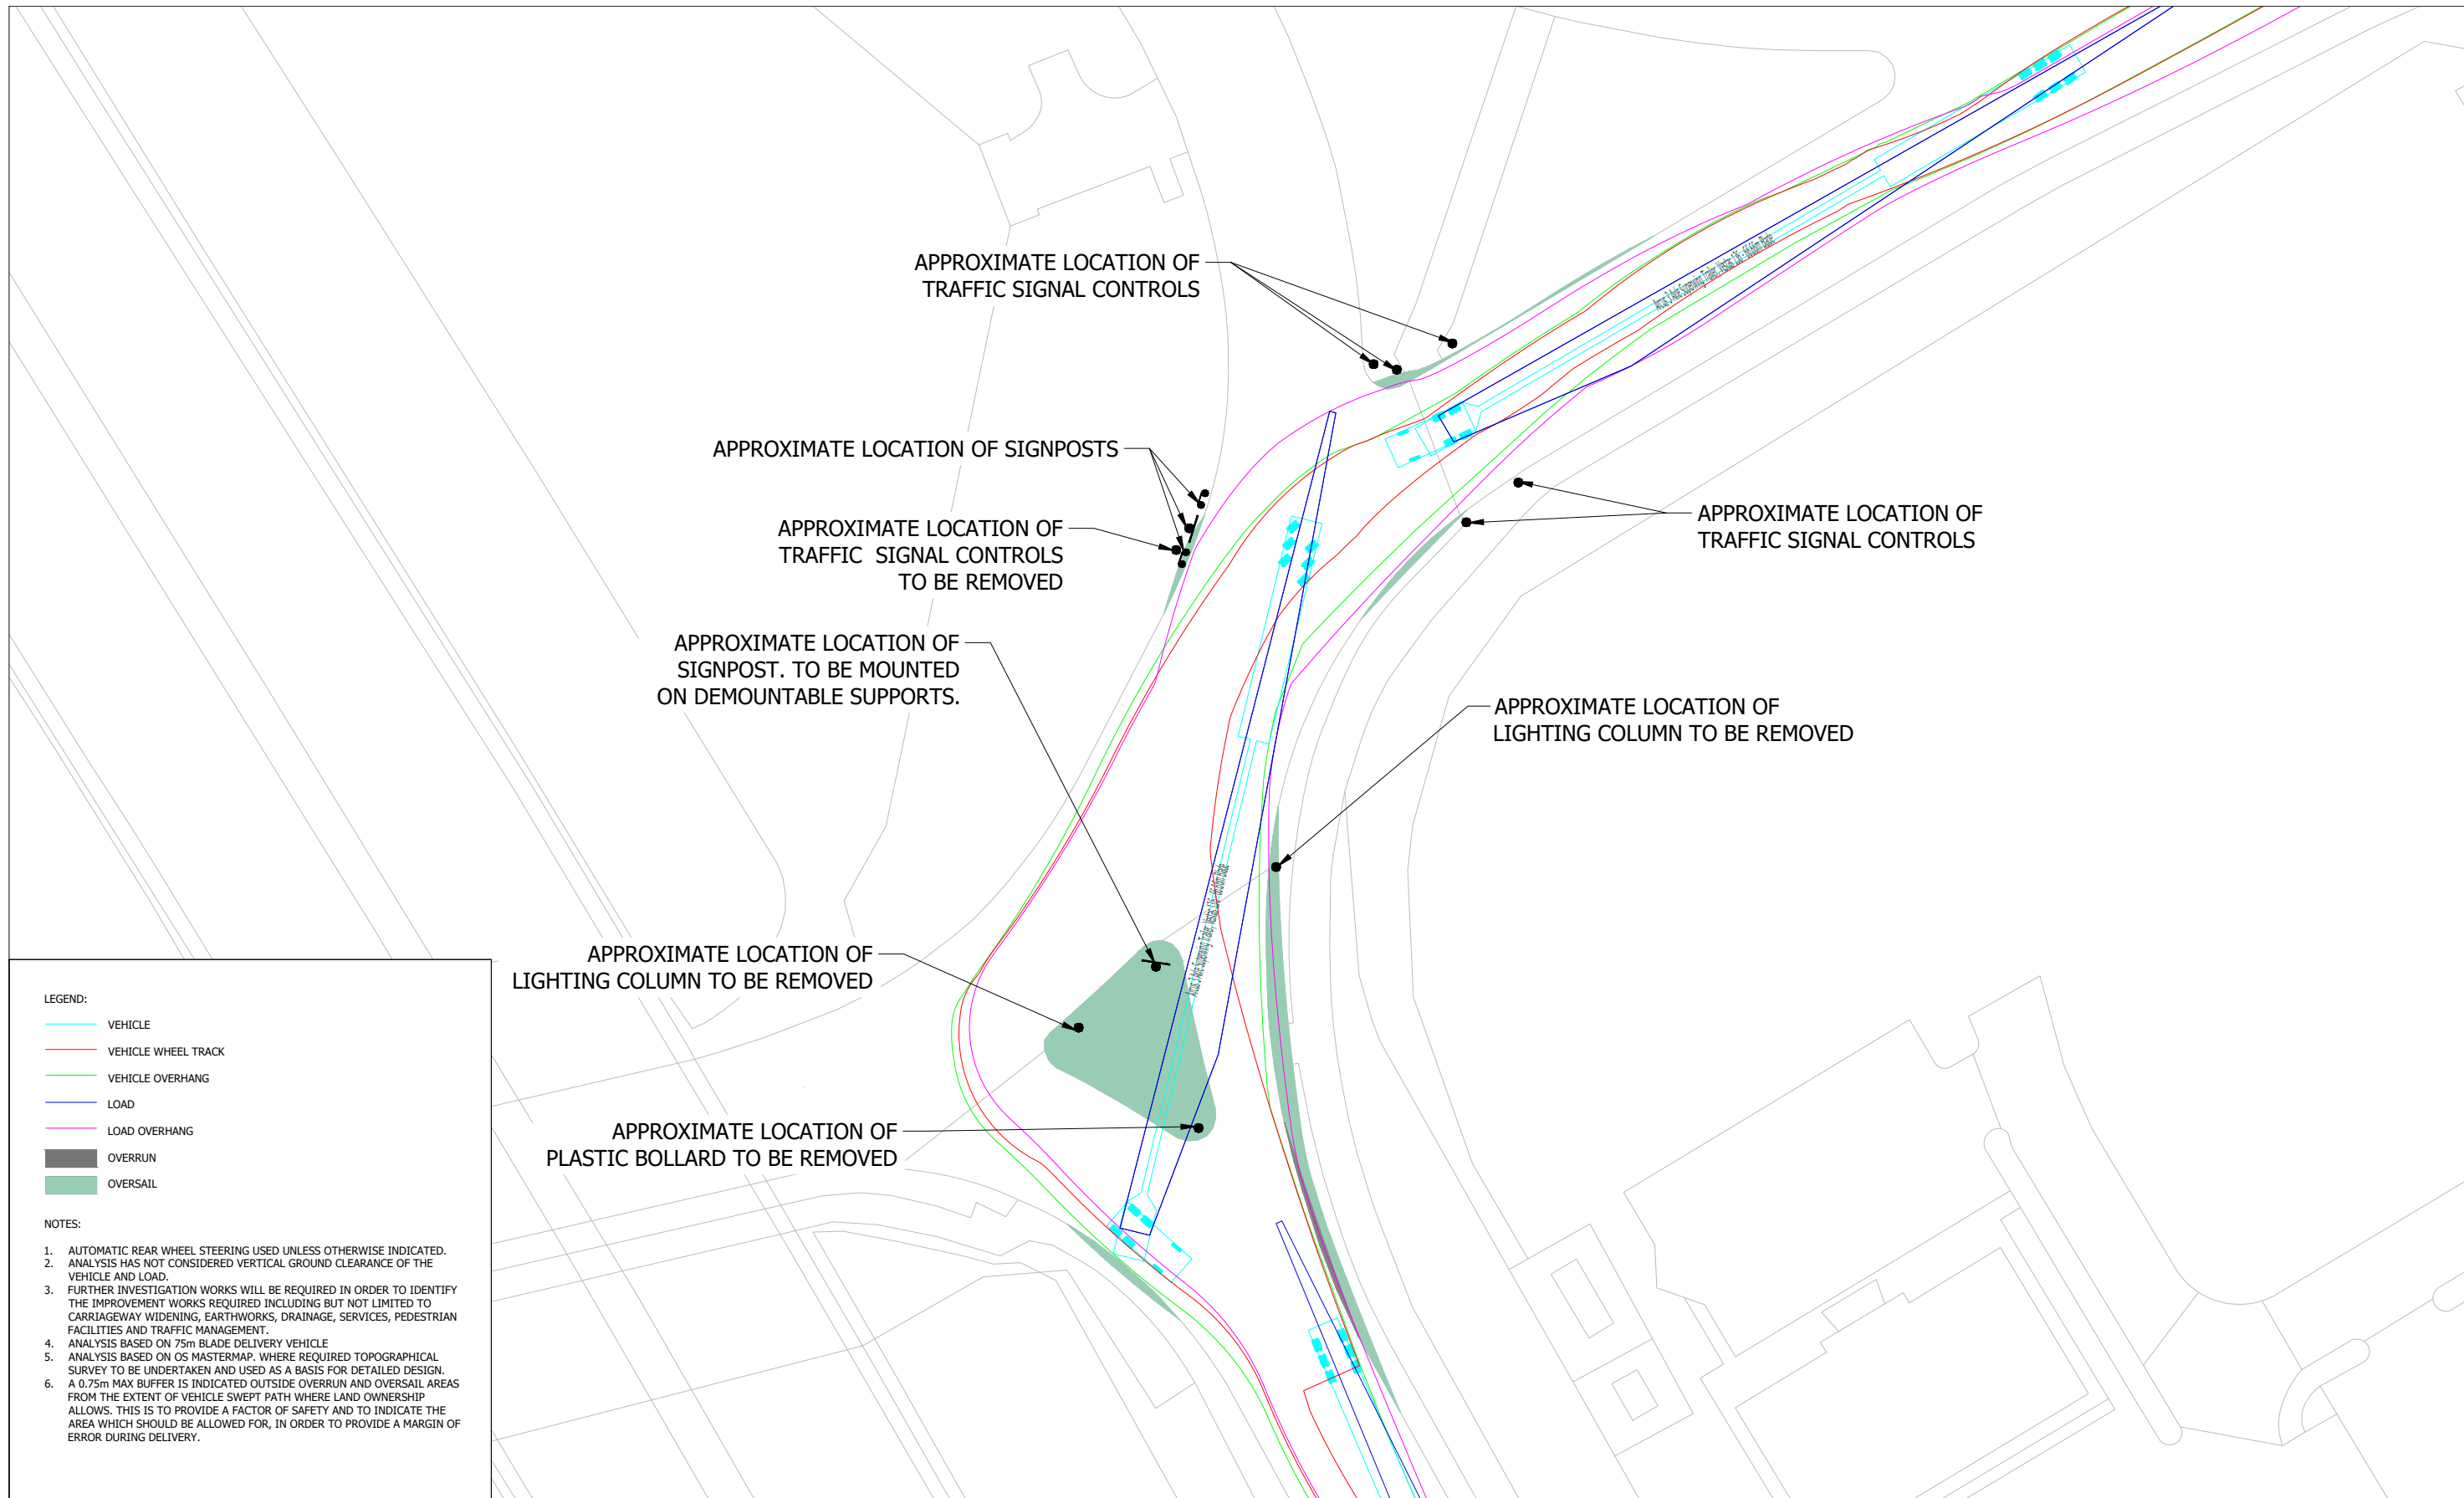 APPROXIMATE LOCATION OF
TRAFFIC SIGNAL CONTROLS
APPROXIMATE LOCATION OF SIGNPOSTS
APPROXIMATE LOCATION OF
TRAFFIC SIGNAL CONTROLS
TO BE REMOVED
APPROXIMATE LOCATION OF
TRAFFIC SIGNAL CONTROLS
APPROXIMATE LOCATION OF
SIGNPOST. TO BE MOUNTED
ON DEMOUNTABLE SUPPORTS.
APPROXIMATE LOCATION OF
LIGHTING COLUMN TO BE REMOVED
APPROXIMATE LOCATION OF
LIGHTING COLUMN TO BE REMOVED
APPROXIMATE LOCATION OF
PLASTIC BOLLARD TO BE REMOVED
LEGEND:
VEHICLE
VEHICLE WHEEL TRACK
VEHICLE OVERHANG
LOAD
LOAD OVERHANG
OVERRUN
OVERSAIL
NOTES:
1. AUTOMATIC REAR WHEEL STEERING USED UNLESS OTHERWISE INDICATED.
2. ANALYSIS HAS NOT CONSIDERED VERTICAL GROUND CLEARANCE OF THE
VEHICLE AND LOAD.
3. FURTHER INVESTIGATION WORKS WILL BE REQUIRED IN ORDER TO IDENTIFY
THE IMPROVEMENT WORKS REQUIRED INCLUDING BUT NOT LIMITED TO
CARRIAGEWAY WIDENING, EARTHWORKS, DRAINAGE, SERVICES, PEDESTRIAN
FACILITIES AND TRAFFIC MANAGEMENT.
4. ANALYSIS BASED ON 75m BLADE DELIVERY VEHICLE
5. ANALYSIS BASED ON OS MASTERMAP. WHERE REQUIRED TOPOGRAPHICAL
SURVEY TO BE UNDERTAKEN AND USED AS A BASIS FOR DETAILED DESIGN.
6. A 0.75m MAX BUFFER IS INDICATED OUTSIDE OVERRUN AND OVERSAIL AREAS
FROM THE EXTENT OF VEHICLE SWEPT PATH WHERE LAND OWNERSHIP
ALLOWS. THIS IS TO PROVIDE A FACTOR OF SAFETY AND TO INDICATE THE
AREA WHICH SHOULD BE ALLOWED FOR, IN ORDER TO PROVIDE A MARGIN OF
ERROR DURING DELIVERY.